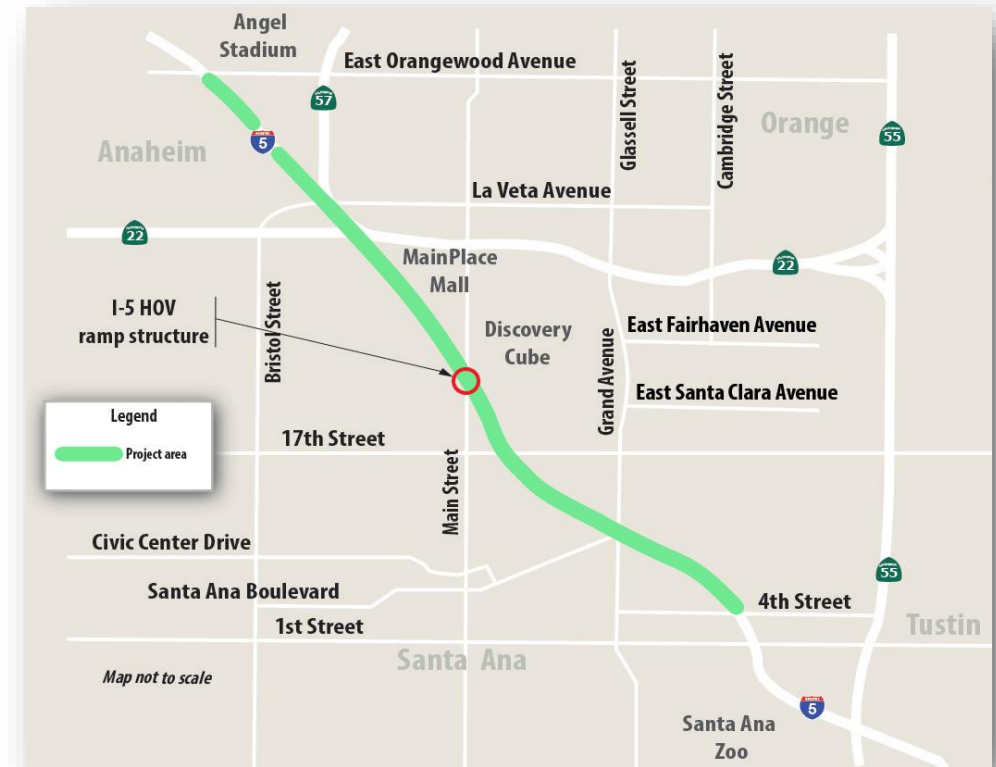 Angel
Stadium
East Orangewood Avenue
57
Glassell Street
Cambridge Street
Orange
55
5
Anaheim
La Veta Avenue
22
MainPlace
Mall
22
I-5 HOV
ramp structure
Bristol Street
Discovery
Cube
Grand Avenue
East Fairhaven Avenue
East Santa Clara Avenue
Legend
Project area
17th Street
Main Street
Civic Center Drive
55
Santa Ana Boulevard
4th Street
1st Street
Tustin
Santa Ana
Map not to scale
5
Santa Ana
Zoo